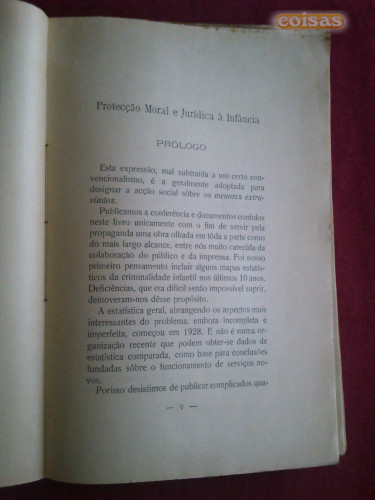 coisas
Protecção Moral e Jurídica à Infância
PRÓLOGO
Esta expressão, mal subtraída a um certo con-
vencionalismo, é a geralmente adoptada para
designar a acção social sôbre os menores extra-
viados.
Publicamos a conferência e documentos contidos
neste livro unicamente com o fim de servir pela
propaganda uma obra olhada em tôda a parte como
do mais largo alcance, entre nós muito carecida da
colaboração do público e da imprensa. Foi nosso
primeiro pensamento incluir alguns mapas estatís-
ticos da criminalidade infantil nos últimos 10 anos.
Deficiências, que era difícil senão impossível suprir,
demoveram-nos dêsse propósito.
A estatística geral, abrangendo os aspectos mais
interessantes do problema, embora incompleta e
imperfeita, começou em 1928. E não é numa or-
ganização recente que podem obter-se dados de
estatística comparada, como base para conclusões
fundadas sôbre o funcionamento de serviços no-
vos.
Porisso desistimos de publicar complicados qua-
— V —